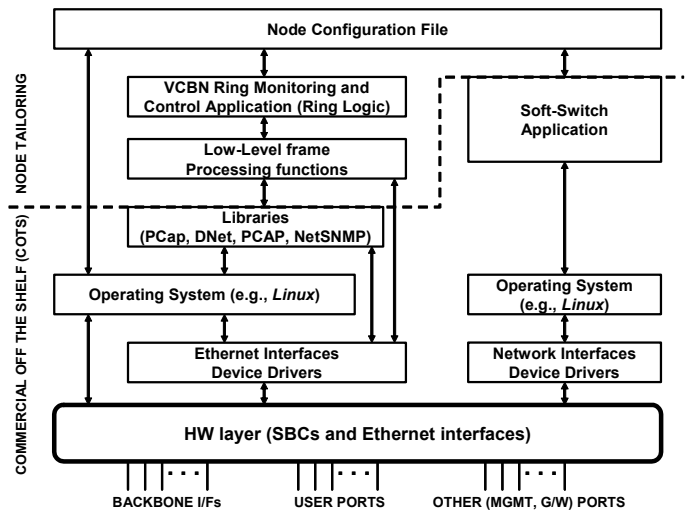 Node Configuration File
VCBN Ring Monitoring and
Control Application (Ring Logic)
Soft-Switch
Application
Low-Level frame
Processing functions
NODE TAILORING
Libraries
(PCap, DNet, PCAP, NetSNMP)
Operating System (e.g., Linux)
Operating System
(e.g., Linux)
Ethernet Interfaces
Device Drivers
Network Interfaces
Device Drivers
COMMERCIAL OFF THE SHELF (COTS)
HW layer (SBCs and Ethernet interfaces)
BACKBONE I/Fs
USER PORTS
OTHER (MGMT, G/W) PORTS